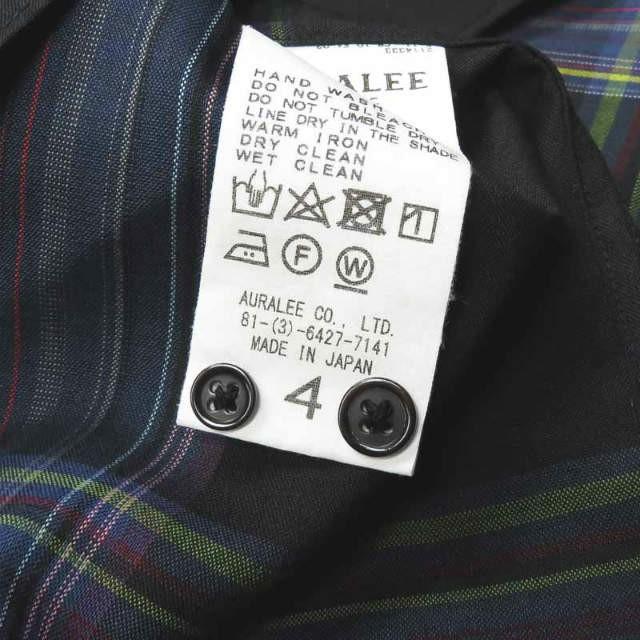 ALEE
HAND WASH
DO NOT BLEACH
DO NOT TUMBLE DRY
LINE DRY IN THE SHADE
WARM IRON
DRY CLEAN
WET CLEAN
F W
AURALEE CO., LTD.
81-(3)-6427-7141
MADE IN JAPAN
4